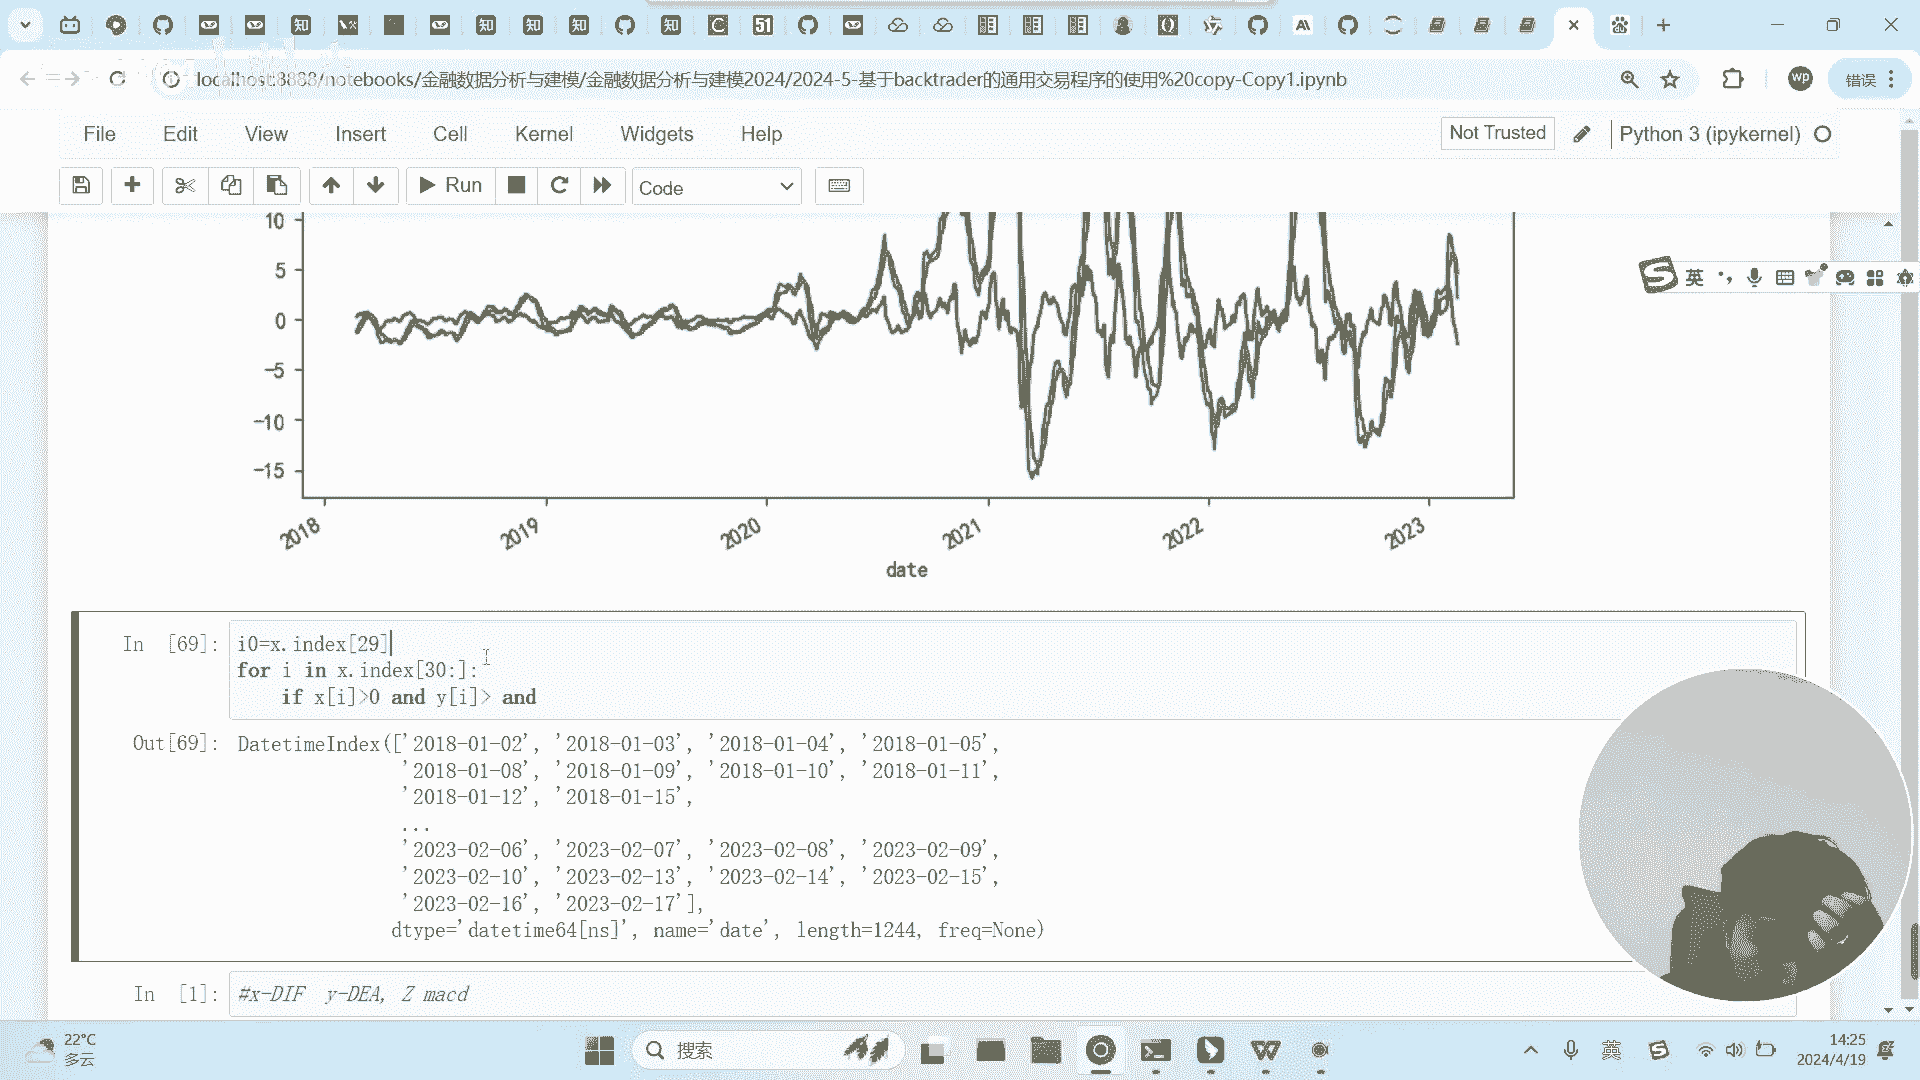 知
知
知
知
知
C
51
localhost:8888/notebooks/金融数据分析与建模/金融数据分析与建模2024/2024-5-基于backtrader的通用交易程序的使用%20copy-Copy1.ipynb
wp
错误
File Edit View Insert Cell Kernel Widgets Help
Not Trusted
Python 3 (ipykernel)
Run
Code
10
5
0
-5
-10
-15
2018 2019 2020 2021 2022 2023
date
英
In [69]: i0=x.index[29]
for i in x.index[30:]:
if x[i]>0 and y[i]> and
Out[69]: DatetimeIndex(['2018-01-02', '2018-01-03', '2018-01-04', '2018-01-05',
'2018-01-08', '2018-01-09', '2018-01-10', '2018-01-11',
'2018-01-12', '2018-01-15',
...
'2023-02-06', '2023-02-07', '2023-02-08', '2023-02-09',
'2023-02-10', '2023-02-13', '2023-02-14', '2023-02-15',
'2023-02-16', '2023-02-17'],
dtype='datetime64[ns]', name='date', length=1244, freq=None)
In [1]: #x-DIF y-DEA, Z macd
22°C
多云
搜索
英
14:25
2024/4/19